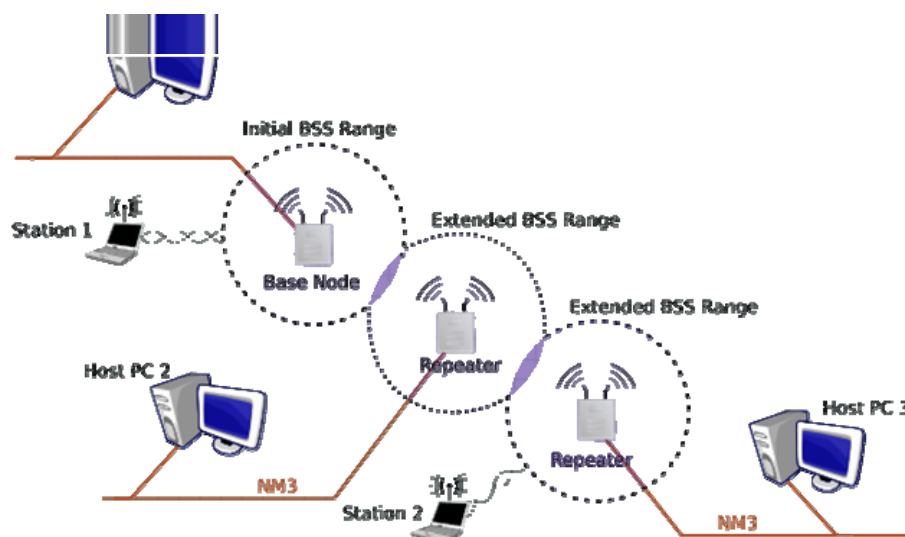 Initial BSS Range
Station 1
Extended BSS Range
Base Node
Extended BSS Range
Repeater
Host PC 2
Host PC 3
Repeater
NM3
Station 2
NM3